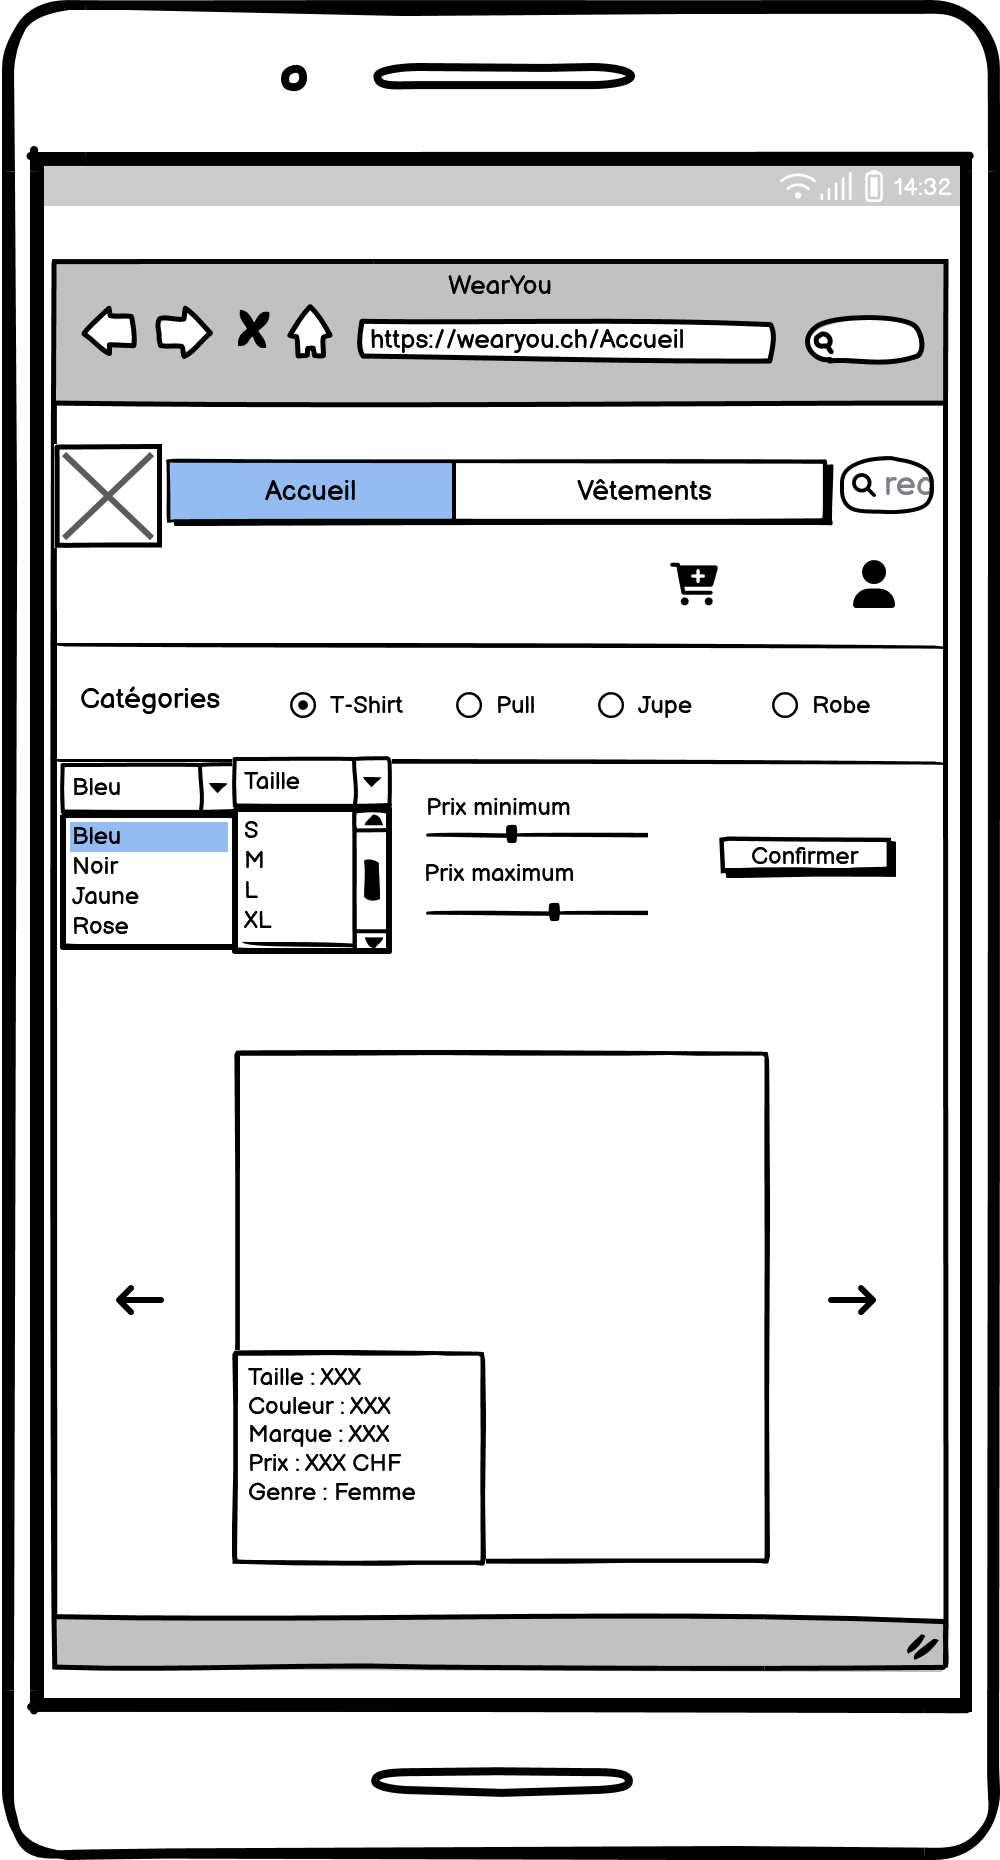 14:32
WearYou
https://wearyou.ch/Accueil
Accueil
Vêtements
rec
Catégories
T-Shirt
Pull
Jupe
Robe
Bleu
Taille
Bleu
Noir
Jaune
Rose
S
M
L
XL
Prix minimum
Prix maximum
Confirmer
Taille : XXX
Couleur : XXX
Marque : XXX
Prix : XXX CHF
Genre : Femme